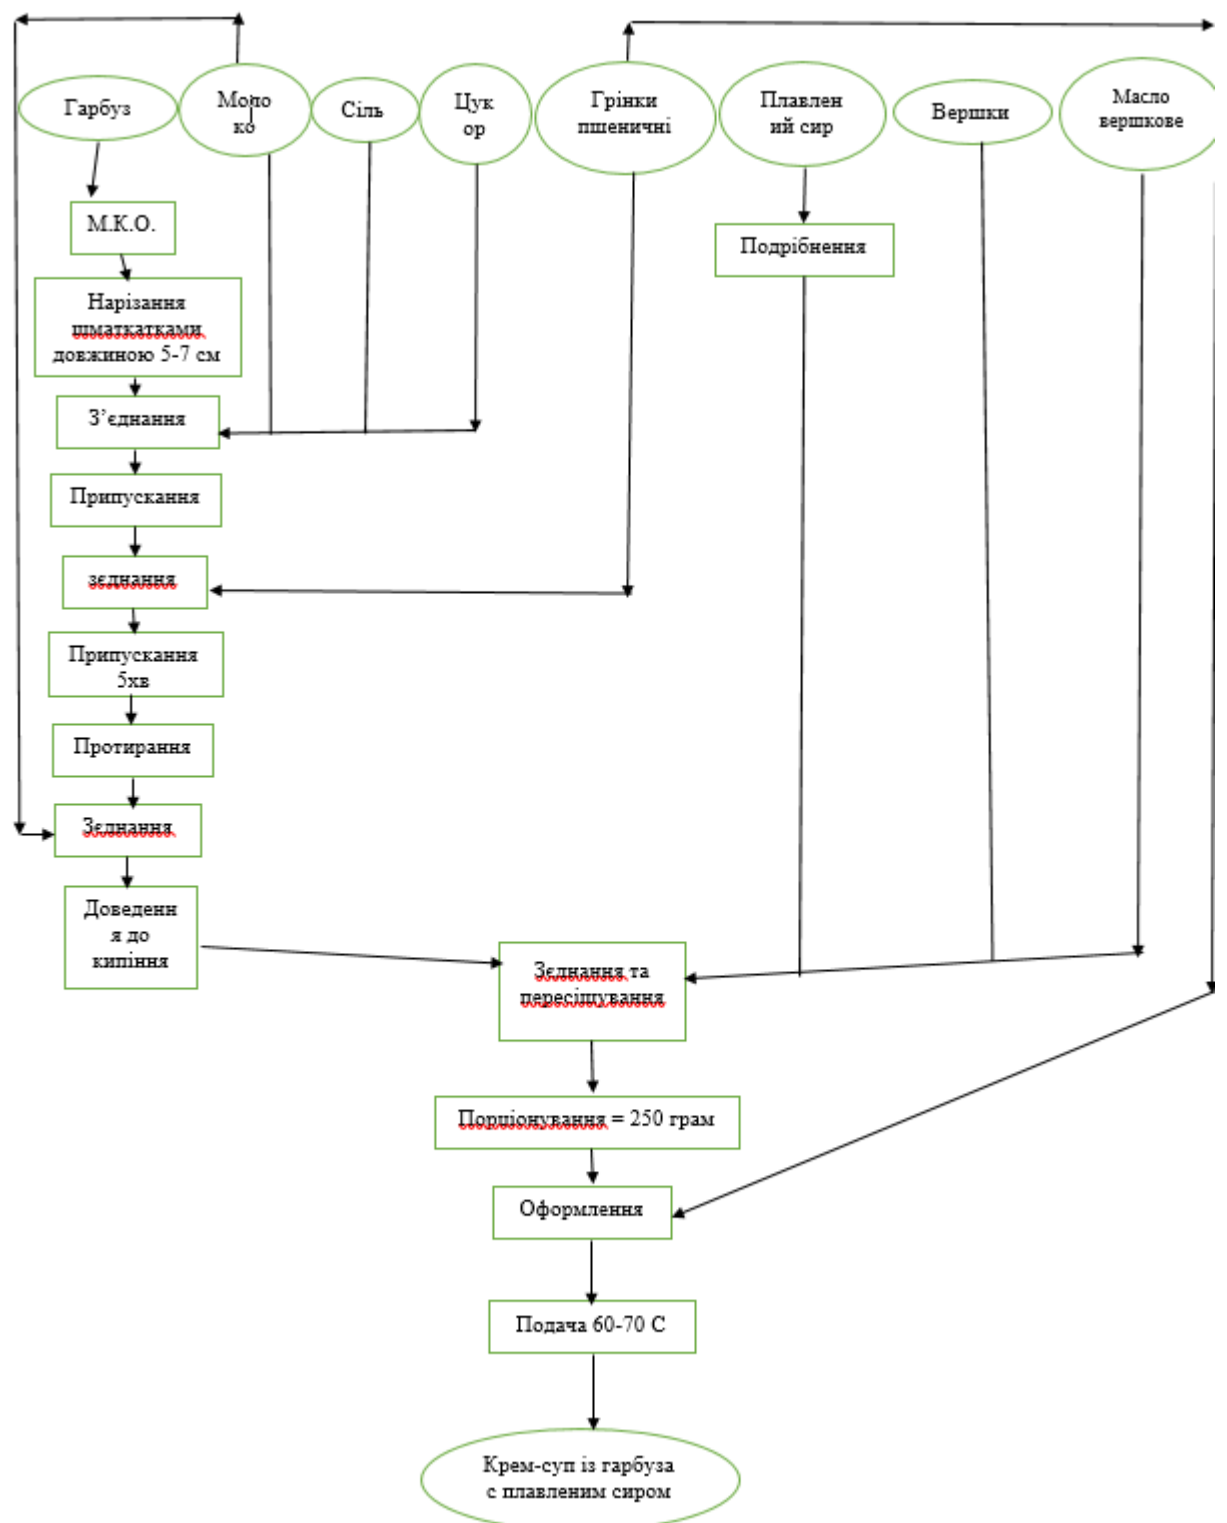 Гарбуз
Моло
ко
Сіль
Цук
ор
Грінки
пшеничні
Плавлен
ий сир
Вершки
Масло
вершкове
М.К.О.
Подрібнення
Нарізання
шматкатками
довжиною 5-7 см
З’єднання
Припускання
зєднання
Припускання
5хв
Протирання
Зєднання
Доведенн
я до
кипіння
Зєднання та
пересішування
Порціонування = 250 грам
Оформлення
Подача 60-70 С
Крем-суп із гарбуза
с плавленим сиром